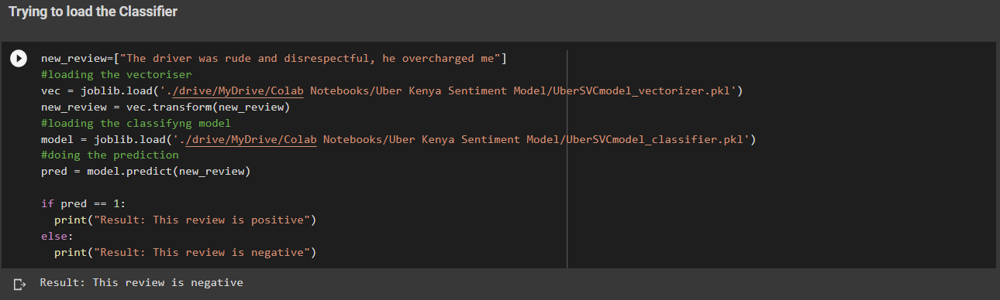 Trying to load the Classifier
new_review=["The driver was rude and disrespectful, he overcharged me"]
#loading the vectoriser
vec = joblib.load('./drive/MyDrive/Colab Notebooks/Uber Kenya Sentiment Model/UberSVCmodel_vectorizer.pkl')
new_review = vec.transform(new_review)
#loading the classifyng model
model = joblib.load('./drive/MyDrive/Colab Notebooks/Uber Kenya Sentiment Model/UberSVCmodel_classifier.pkl')
#doing the prediction
pred = model.predict(new_review)
if pred == 1:
  print("Result: This review is positive")
else:
  print("Result: This review is negative")
Result: This review is negative